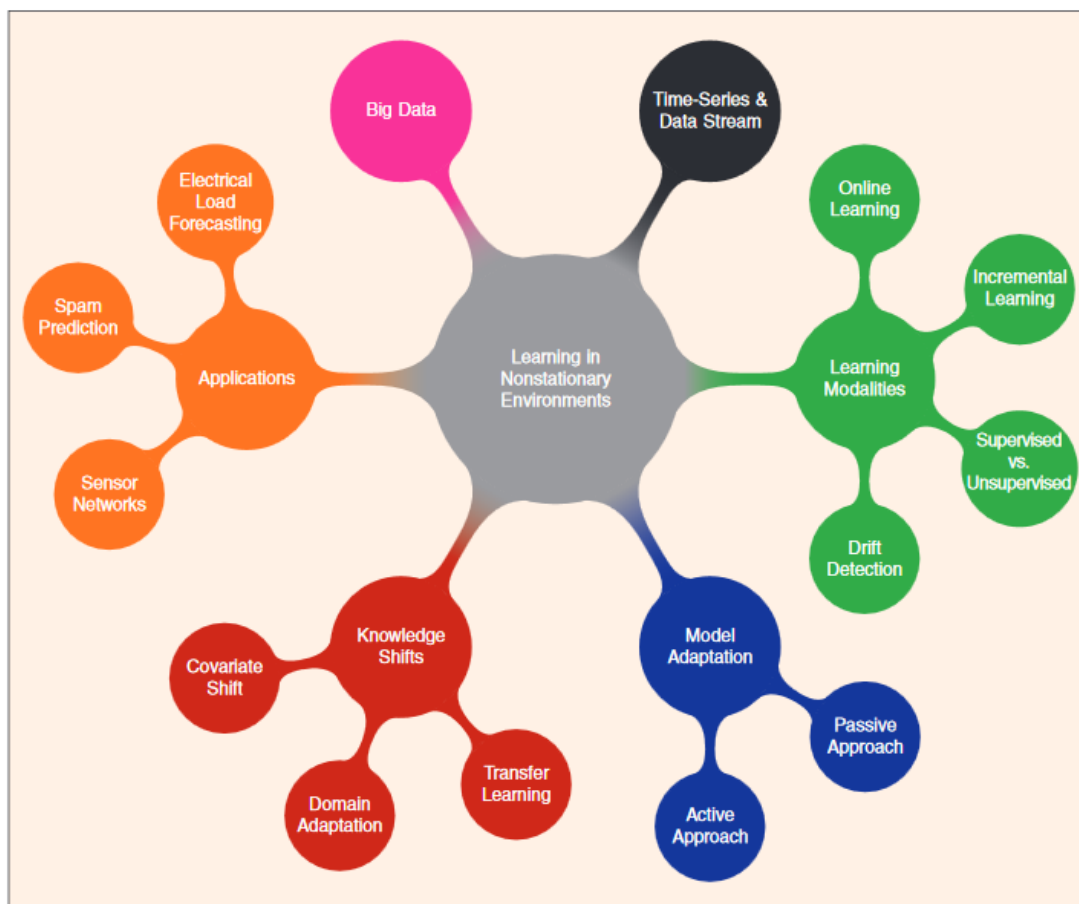 Big Data
Time-Series &
Data Stream
Electrical
Load
Forecasting
Online
Learning
Spam
Prediction
Incremental
Learning
Applications
Learning in
Nonstationary
Environments
Learning
Modalities
Sensor
Networks
Supervised
vs.
Unsupervised
Drift
Detection
Knowledge
Shifts
Model
Adaptation
Covariate
Shift
Passive
Approach
Transfer
Learning
Domain
Adaptation
Active
Approach